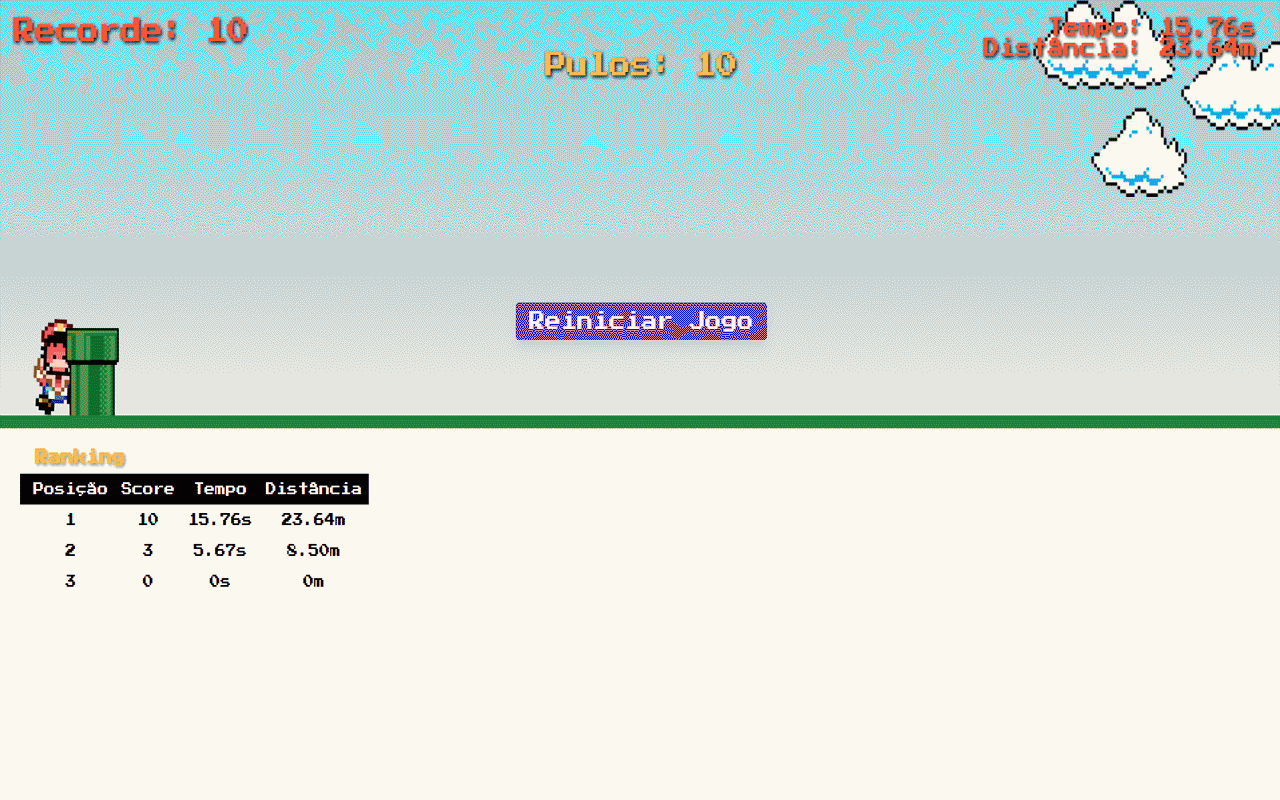 Recorde: 10
Tempo: 15.76s
Distância: 23.64m
Pulos: 10
Reiniciar Jogo
Ranking
Posição Score Tempo Distância
1 10 15.76s 23.64m
2 3 5.67s 8.50m
3 0 0s 0m